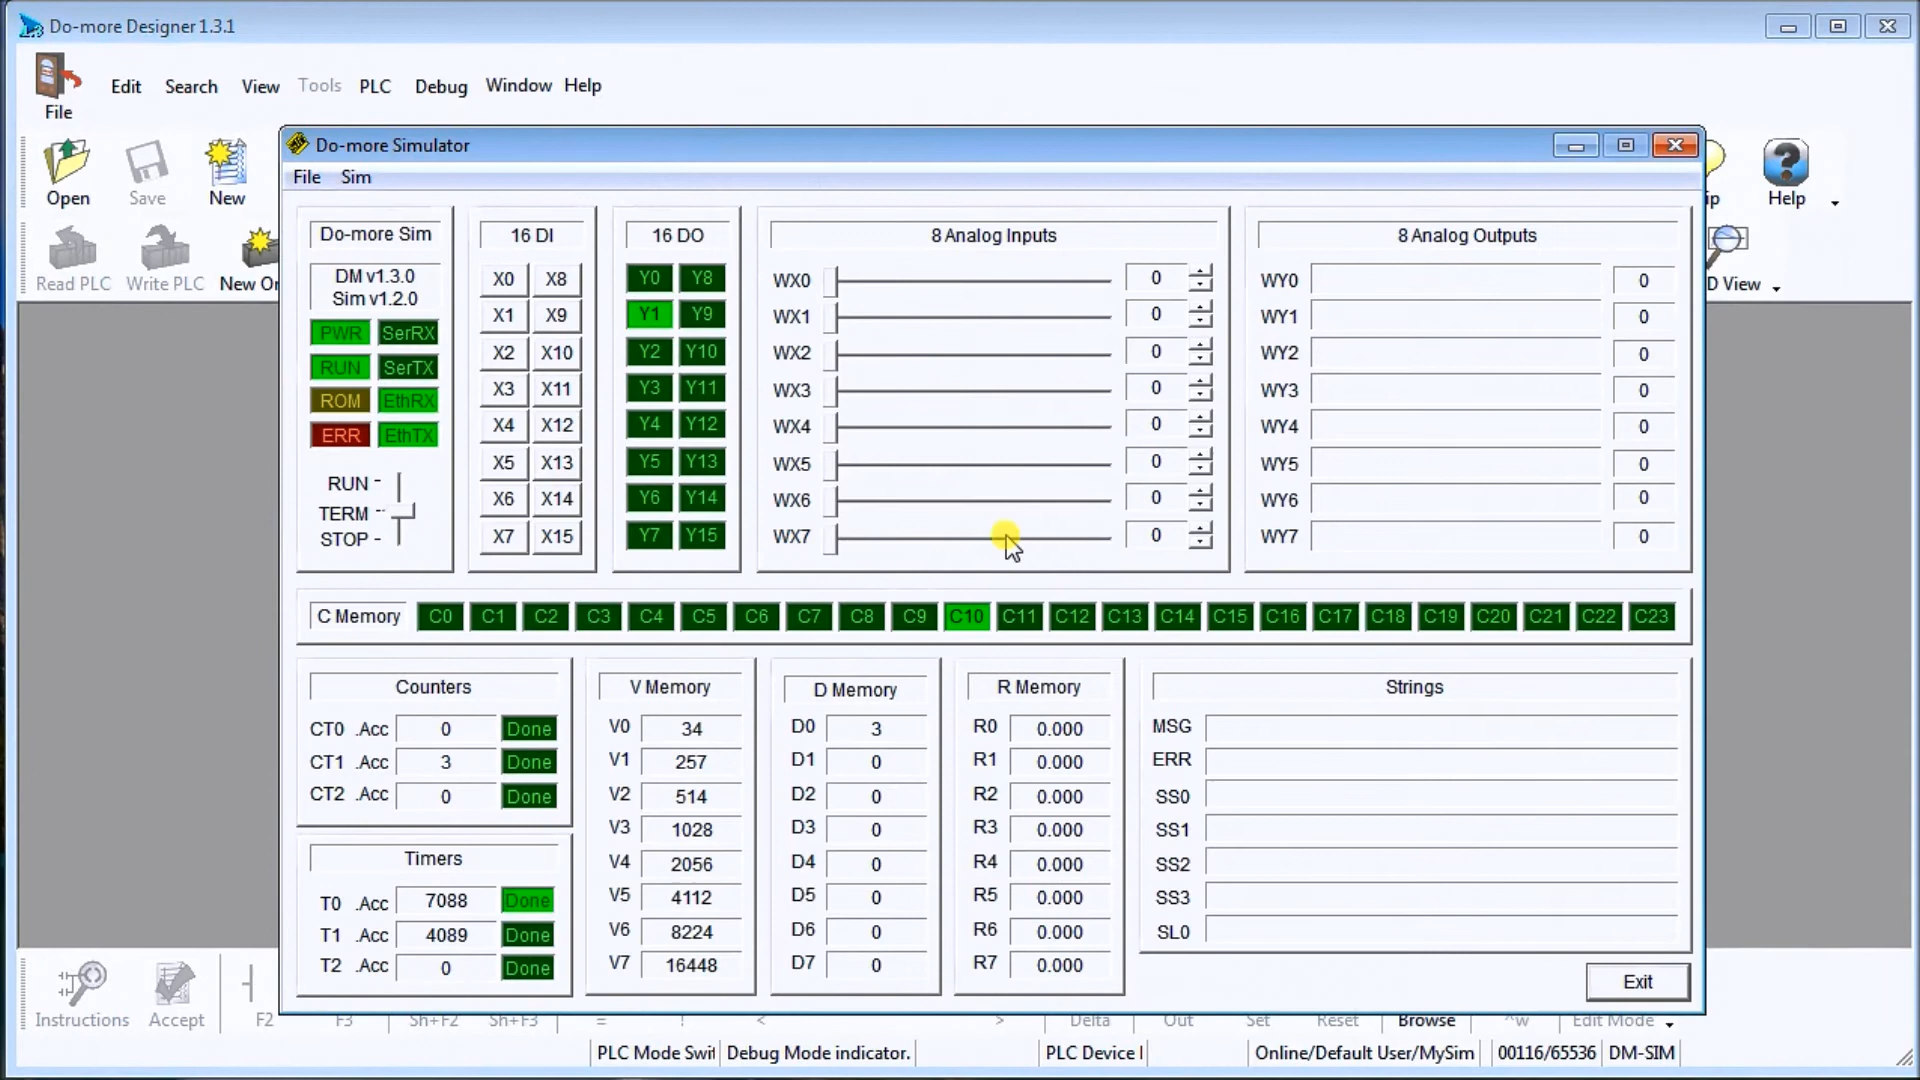 Do-more Designer 1.3.1
File Edit Search View Tools PLC Debug Window Help
Open Save New Help
Read PLC Write PLC
Do-more Simulator
File Sim
Do-more Sim
DM v1.3.0
Sim v1.2.0
PWR SerRX
RUN SerTX
ROM EthRX
ERR EthTX
RUN -
TERM -
STOP -
16 DI
X0 X8
X1 X9
X2 X10
X3 X11
X4 X12
X5 X13
X6 X14
X7 X15
16 DO
Y0 Y8
Y1 Y9
Y2 Y10
Y3 Y11
Y4 Y12
Y5 Y13
Y6 Y14
Y7 Y15
8 Analog Inputs
WX0 0
WX1 0
WX2 0
WX3 0
WX4 0
WX5 0
WX6 0
WX7 0
8 Analog Outputs
WY0 0
WY1 0
WY2 0
WY3 0
WY4 0
WY5 0
WY6 0
WY7 0
C Memory C0 C1 C2 C3 C4 C5 C6 C7 C8 C9 C10 C11 C12 C13 C14 C15 C16 C17 C18 C19 C20 C21 C22 C23
Counters
CT0 .Acc 0 Done
CT1 .Acc 3 Done
CT2 .Acc 0 Done
Timers
T0 .Acc 7088 Done
T1 .Acc 4089 Done
T2 .Acc 0 Done
V Memory
V0 34
V1 257
V2 514
V3 1028
V4 2056
V5 4112
V6 8224
V7 16448
D Memory
D0 3
D1 0
D2 0
D3 0
D4 0
D5 0
D6 0
D7 0
R Memory
R0 0.000
R1 0.000
R2 0.000
R3 0.000
R4 0.000
R5 0.000
R6 0.000
R7 0.000
Strings
MSG
ERR
SS0
SS1
SS2
SS3
SL0
Exit
New View
Instructions Accept F2 F3 Sh+F2 Sh+F3 = ! < > Delta Out Set Reset Browse ^w Edit Mode
PLC Mode Debug Mode indicator. PLC Device Online/Default User/MySim 00116/65536 DM-SIM